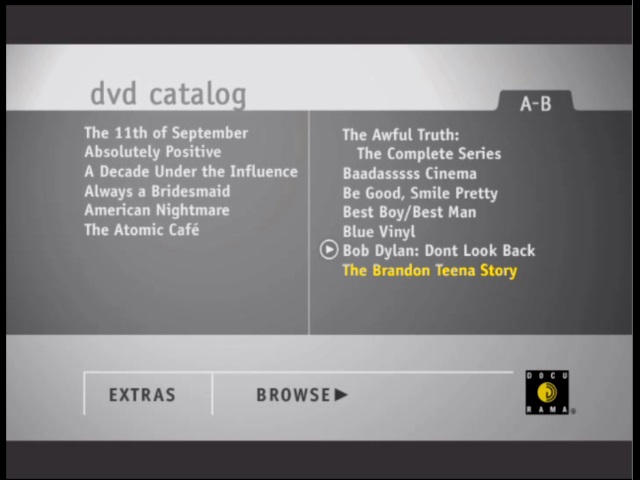 dvd catalog
A-B
The 11th of September
Absolutely Positive
A Decade Under the Influence
Always a Bridesmaid
American Nightmare
The Atomic Café
The Awful Truth:
The Complete Series
Baadasssss Cinema
Be Good, Smile Pretty
Best Boy/Best Man
Blue Vinyl
Bob Dylan: Dont Look Back
The Brandon Teena Story
EXTRAS
BROWSE▶
DOCU
RAMA®